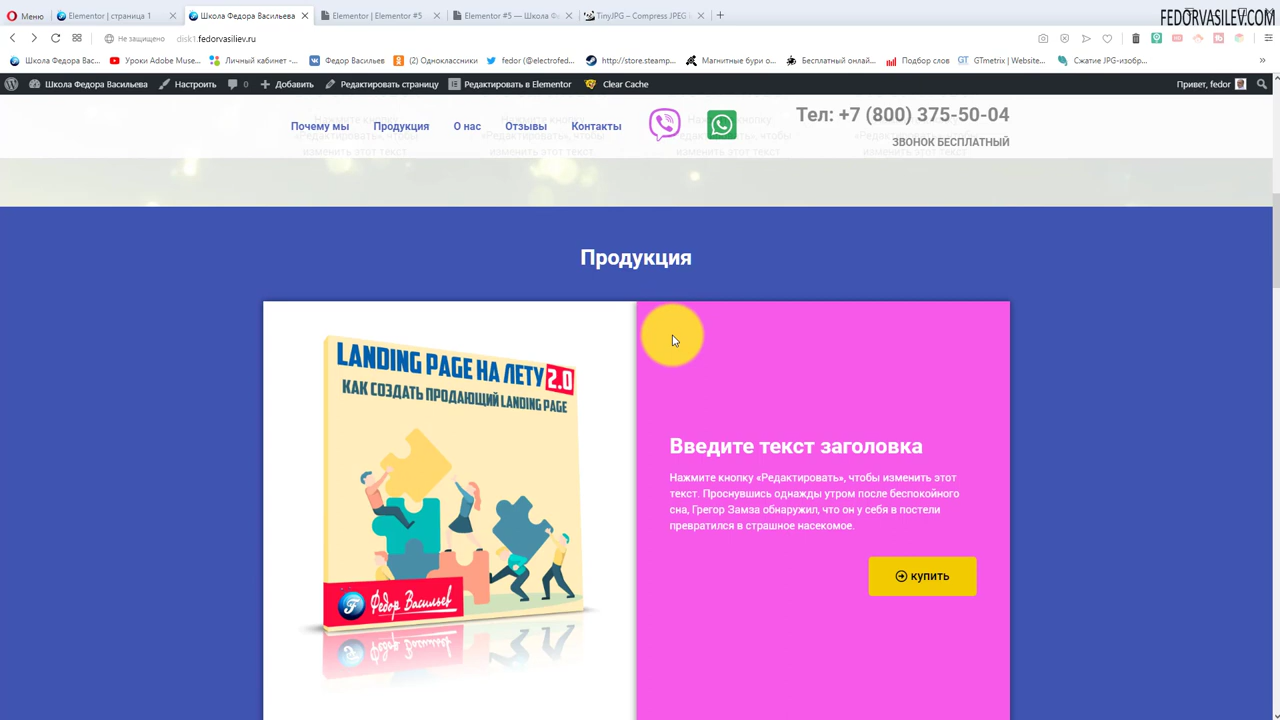 Меню
Elementor | страница 1
Школа Федора Васильева
Elementor | Elementor #5
Elementor #5 — Школа Фе
TinyJPG – Compress JPEG
FEDORVASILEV.COM
Не защищено
disk1.fedorvasiliev.ru
Школа Федора Вас...
Уроки Adobe Muse...
Личный кабинет -...
Федор Васильев
(2) Одноклассники
fedor (@electrofed...
http://store.steamp...
Магнитные бури о...
Бесплатный онлай...
Подбор слов
GTmetrix | Website...
Сжатие JPG-изобр...
Школа Федора Васильева
Настроить
0
Добавить
Редактировать страницу
Редактировать в Elementor
Clear Cache
Привет, fedor
Почему мы
Продукция
О нас
Отзывы
Контакты
Тел: +7 (800) 375-50-04
ЗВОНОК БЕСПЛАТНЫЙ
изменить этот текст
Продукция
LANDING PAGE НА ЛЕТУ 2.0
КАК СОЗДАТЬ ПРОДАЮЩИЙ LANDING PAGE
Федор Васильев
Введите текст заголовка
Нажмите кнопку «Редактировать», чтобы изменить этот
текст. Проснувшись однажды утром после беспокойного
сна, Грегор Замза обнаружил, что он у себя в постели
превратился в страшное насекомое.
купить